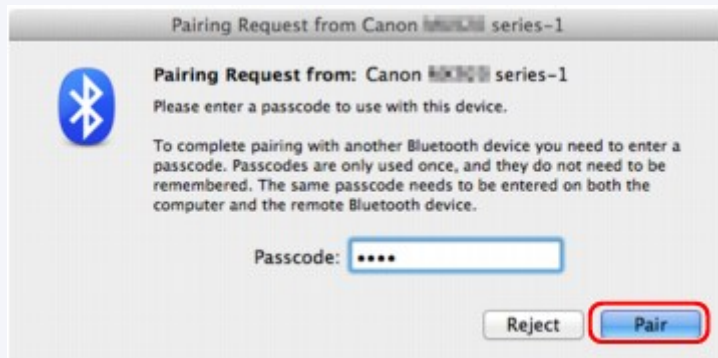 Pairing Request from Canon series-1
Pairing Request from: Canon series-1
Please enter a passcode to use with this device.
To complete pairing with another Bluetooth device you need to enter a
passcode. Passcodes are only used once, and they do not need to be
remembered. The same passcode needs to be entered on both the
computer and the remote Bluetooth device.
Passcode: ••••
Reject Pair